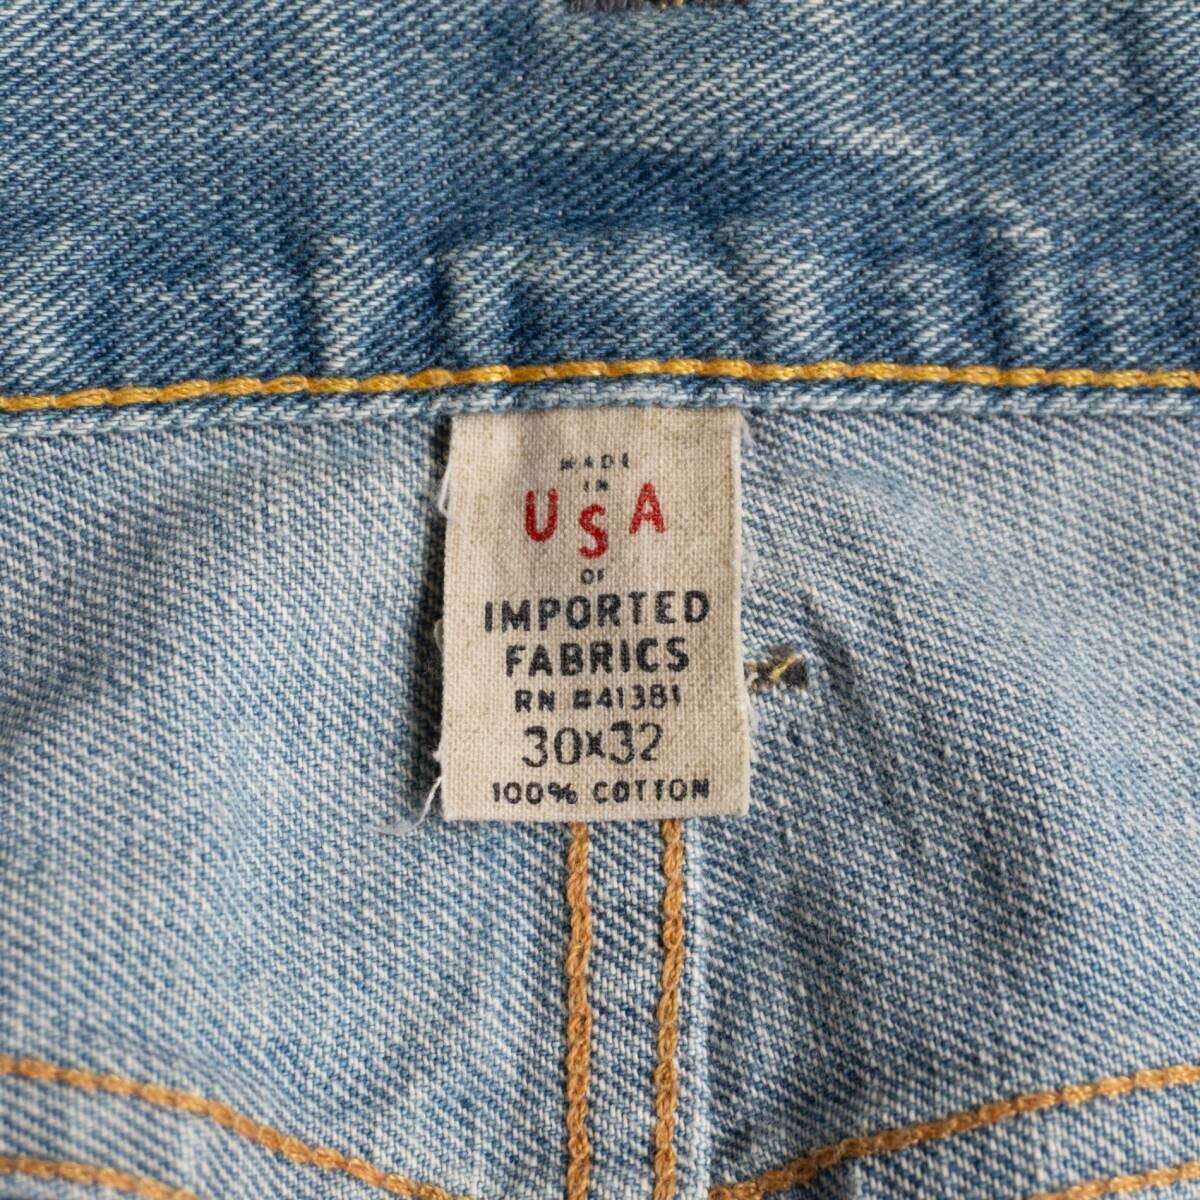 MADE
IN
USA
OF
IMPORTED
FABRICS
RN #41381
30x32
100% COTTON